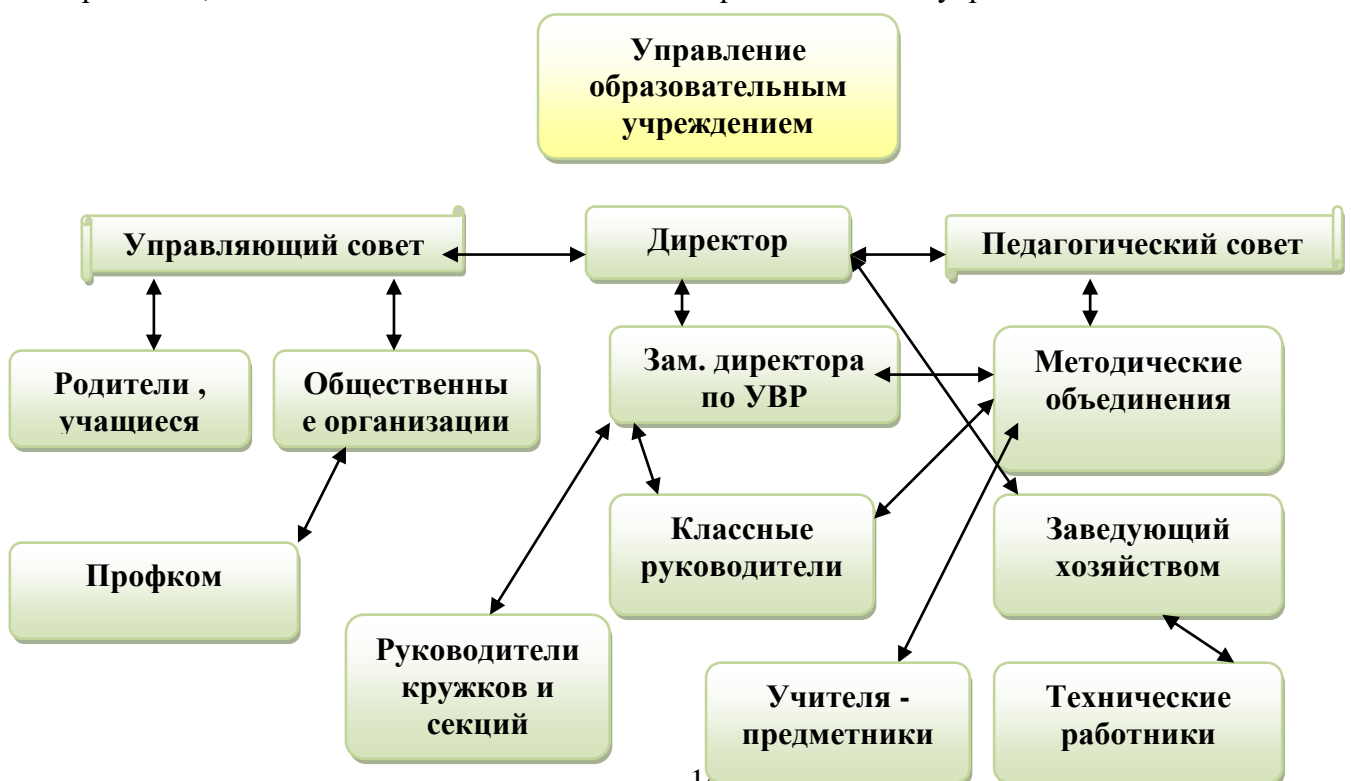 Управление
образовательным
учреждением
Управляющий совет
Директор
Педагогический совет
Родители ,
учащиеся
Общественны
е организации
Зам. директора
по УВР
Методические
объединения
Профком
Классные
руководители
Заведующий
хозяйством
Руководители
кружков и
секций
Учителя -
предметники
Технические
работники